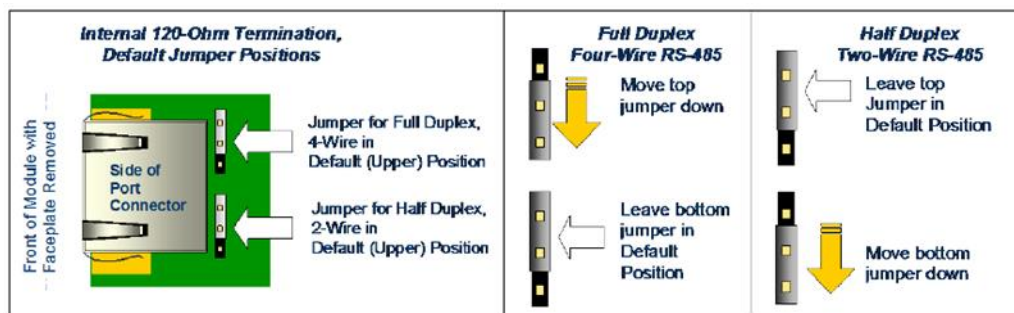 Internal 120-Ohm Termination,
Default Jumper Positions
Front of Module with
Faceplate Removed
Side of
Port
Connector
Jumper for Full Duplex,
4-Wire in
Default (Upper) Position
Jumper for Half Duplex,
2-Wire in
Default (Upper) Position
Full Duplex
Four-Wire RS-485
Move top
jumper down
Leave bottom
jumper in
Default
Position
Half Duplex
Two-Wire RS-485
Leave top
Jumper in
Default Position
Move bottom
jumper down